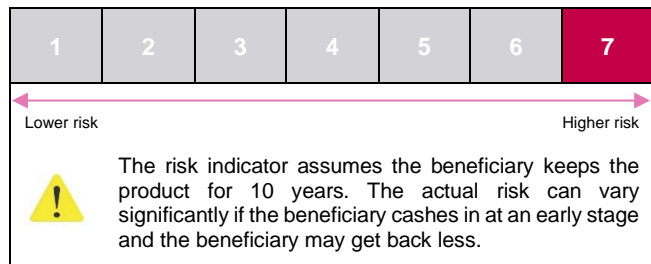 1 2 3 4 5 6 7
Lower risk Higher risk
The risk indicator assumes the beneficiary keeps the
product for 10 years. The actual risk can vary
significantly if the beneficiary cashes in at an early stage
and the beneficiary may get back less.